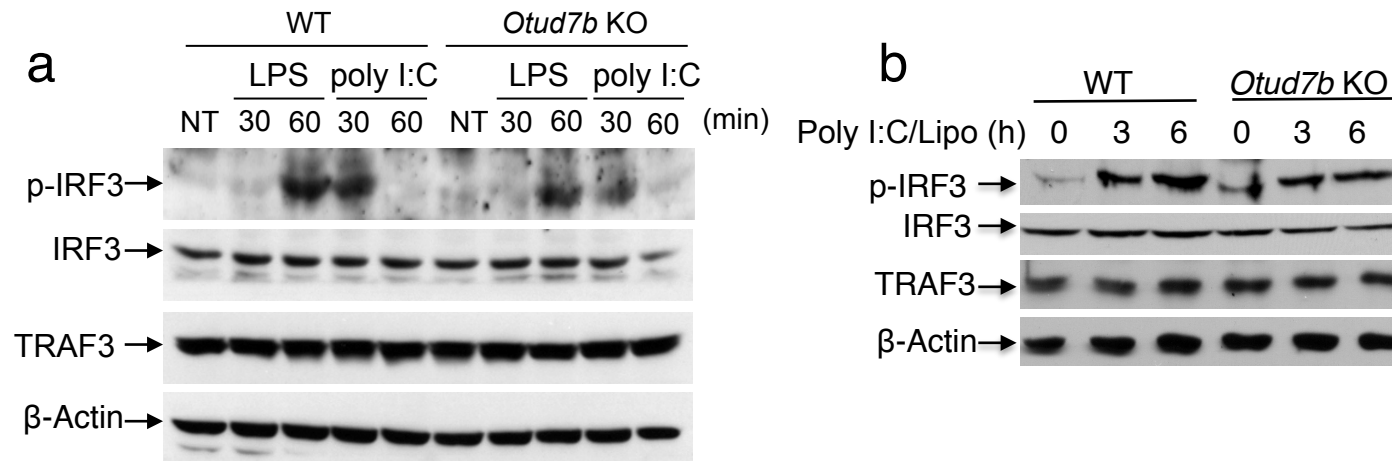 a
WT Otud7b KO
LPS poly I:C LPS poly I:C
NT 30 60 30 60 NT 30 60 30 60 (min)
p-IRF3
IRF3
TRAF3
β-Actin
b
WT Otud7b KO
Poly I:C/Lipo (h) 0 3 6 0 3 6
p-IRF3
IRF3
TRAF3
β-Actin